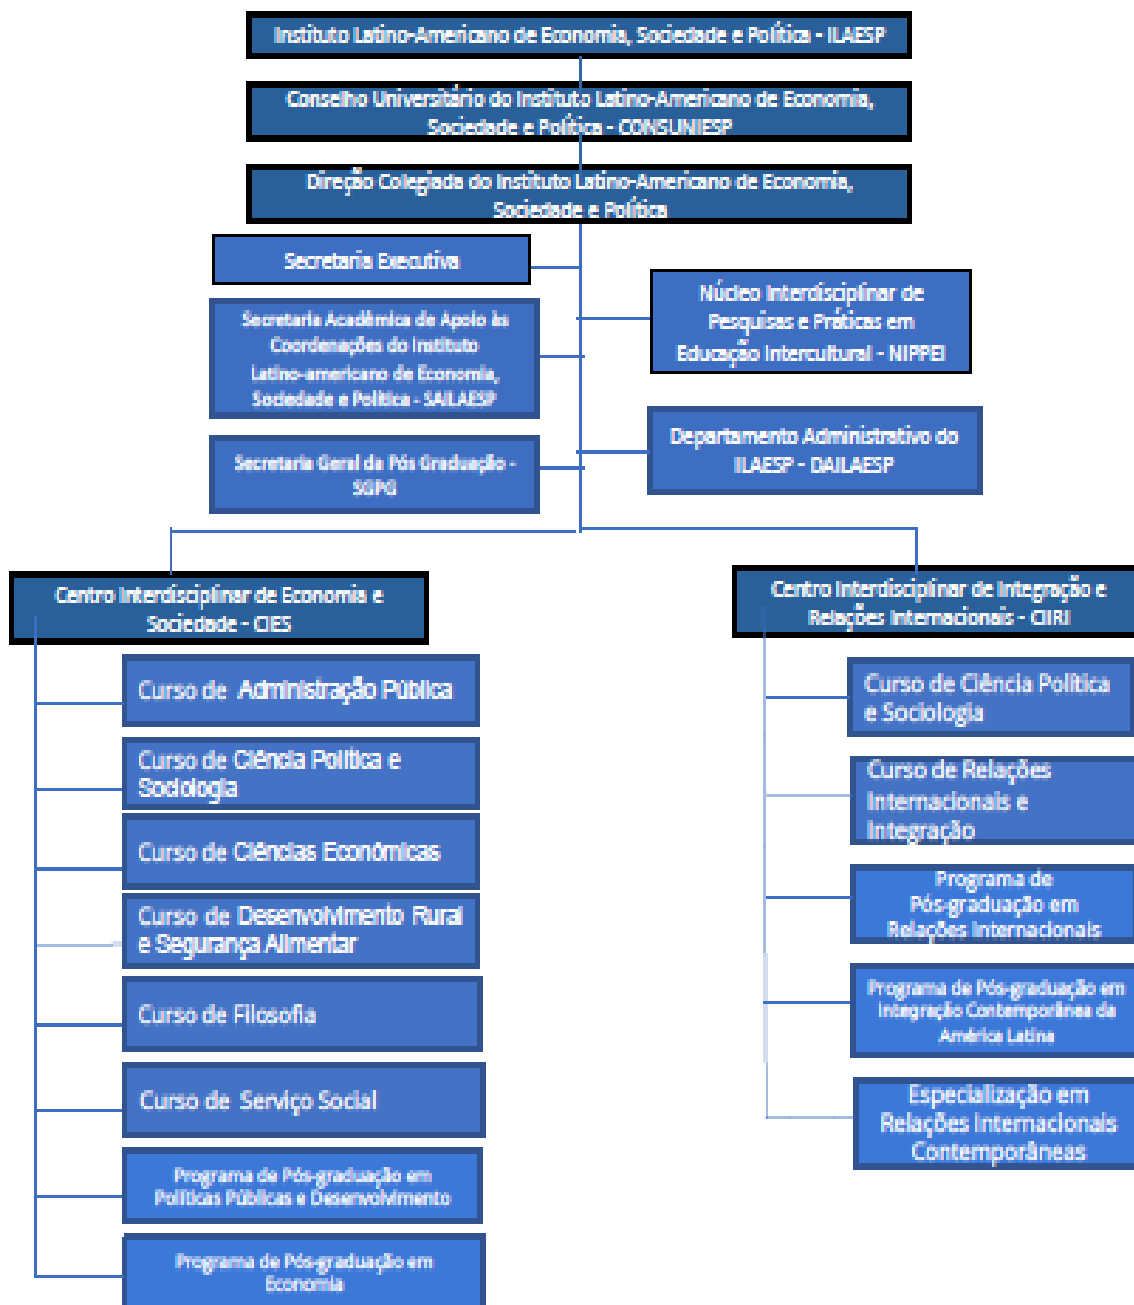 Instituto Latino-Americano de Economia, Sociedade e Política - ILAESP
Conselho Universitário do Instituto Latino-Americano de Economia,
Sociedade e Política - CONSUNIESP
Direção Colegiada do Instituto Latino-Americano de Economia,
Sociedade e Política
Secretaria Executiva
Núcleo Interdisciplinar de
Pesquisas e Práticas em
Educação Intercultural - NIPPEI
Secretaria Acadêmica de Apoio às
Coordenações do Instituto
Latino-americano de Economia,
Sociedade e Política - SAILAESP
Departamento Administrativo do
ILAESP - DAILAESP
Secretaria Geral da Pós Graduação -
SGPG
Centro Interdisciplinar de Economia e
Sociedade - CIES
Curso de Administração Pública
Curso de Ciência Política e
Sociologia
Curso de Ciências Econômicas
Curso de Desenvolvimento Rural
e Segurança Alimentar
Curso de Filosofia
Curso de Serviço Social
Programa de Pós-graduação em
Políticas Públicas e Desenvolvimento
Programa de Pós-graduação em
Economia
Centro Interdisciplinar de Integração e
Relações Internacionais - CIIRI
Curso de Ciência Política
e Sociologia
Curso de Relações
Internacionais e
Integração
Programa de
Pós-graduação em
Relações Internacionais
Programa de Pós-graduação em
Integração Contemporânea da
América Latina
Especialização em
Relações Internacionais
Contemporâneas